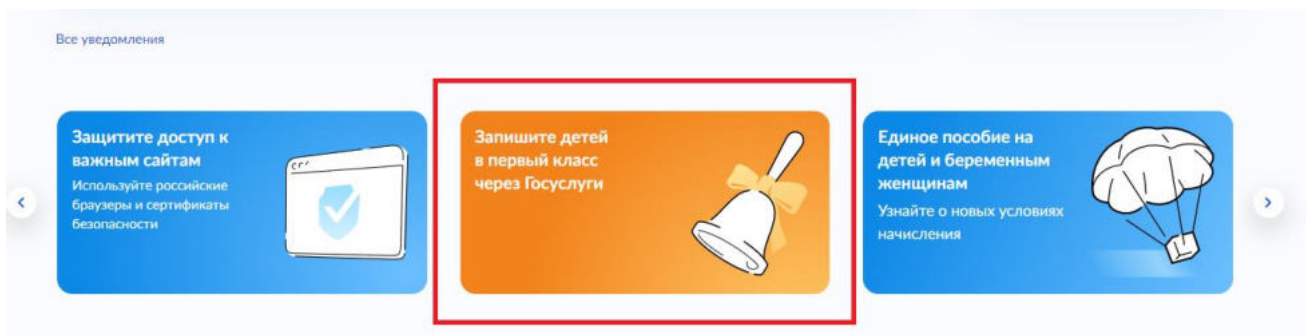 Все уведомления
Защитите доступ к
важным сайтам
Используйте российские
браузеры и сертификаты
безопасности
Запишите детей
в первый класс
через Госуслуги
Единое пособие на
детей и беременным
женщинам
Узнайте о новых условиях
начисления